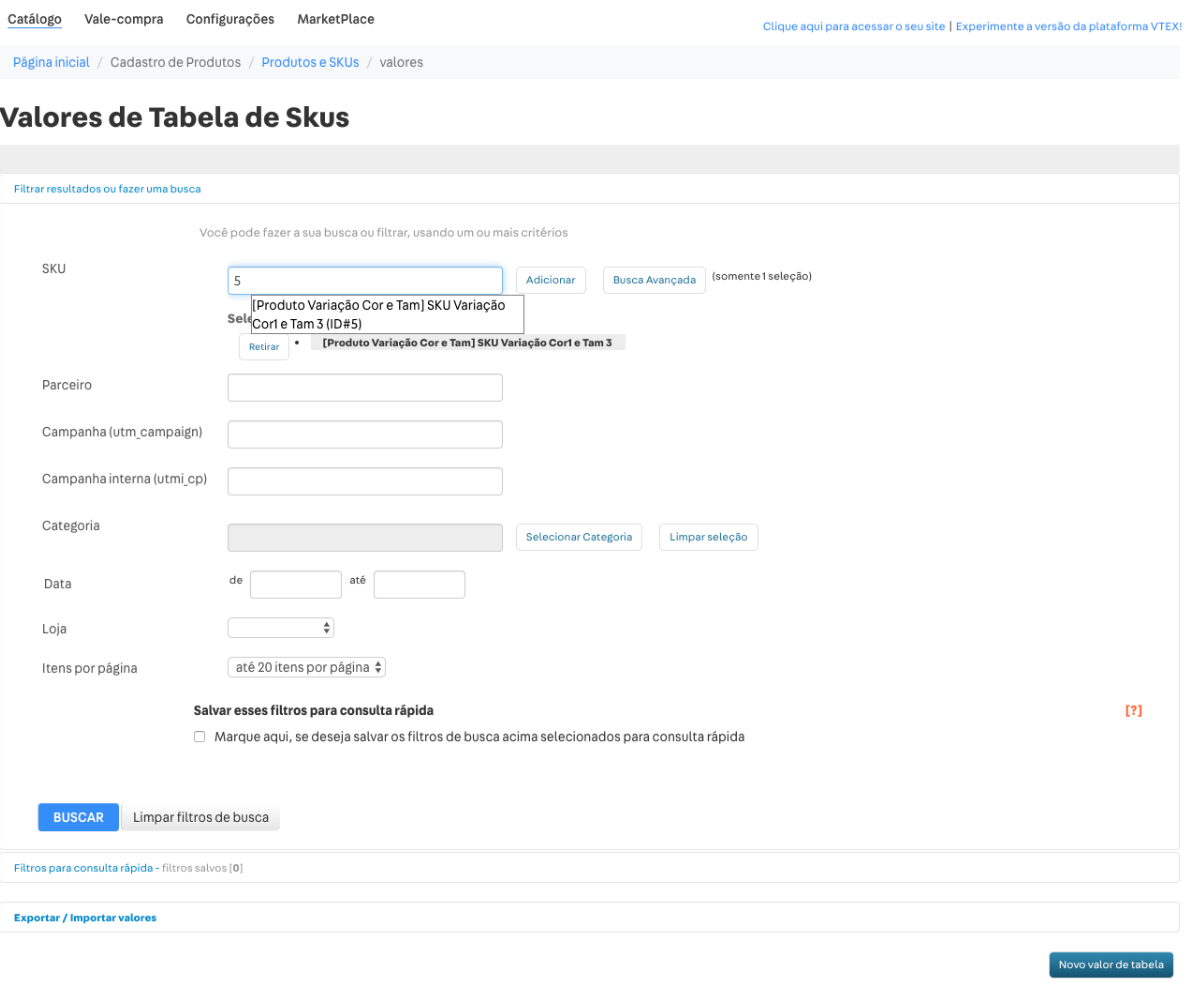 Catálogo Vale-compra Configurações MarketPlace
Clique aqui para acessar o seu site | Experimente a versão da plataforma VTEX!
Página inicial / Cadastro de Produtos / Produtos e SKUs / valores
Valores de Tabela de Skus
Filtrar resultados ou fazer uma busca
Você pode fazer a sua busca ou filtrar, usando um ou mais critérios
SKU
5
Adicionar
Busca Avançada
(somente 1 seleção)
[Produto Variação Cor e Tam] SKU Variação
Cor1 e Tam 3 (ID#5)
Retirar
• [Produto Variação Cor e Tam] SKU Variação Cor1 e Tam 3
Parceiro
Campanha (utm_campaign)
Campanha interna (utmi_cp)
Categoria
Selecionar Categoria
Limpar seleção
Data
de
até
Loja
Itens por página
até 20 itens por página
Salvar esses filtros para consulta rápida
[?]
Marque aqui, se deseja salvar os filtros de busca acima selecionados para consulta rápida
BUSCAR
Limpar filtros de busca
Filtros para consulta rápida - filtros salvos [0]
Exportar / Importar valores
Novo valor de tabela